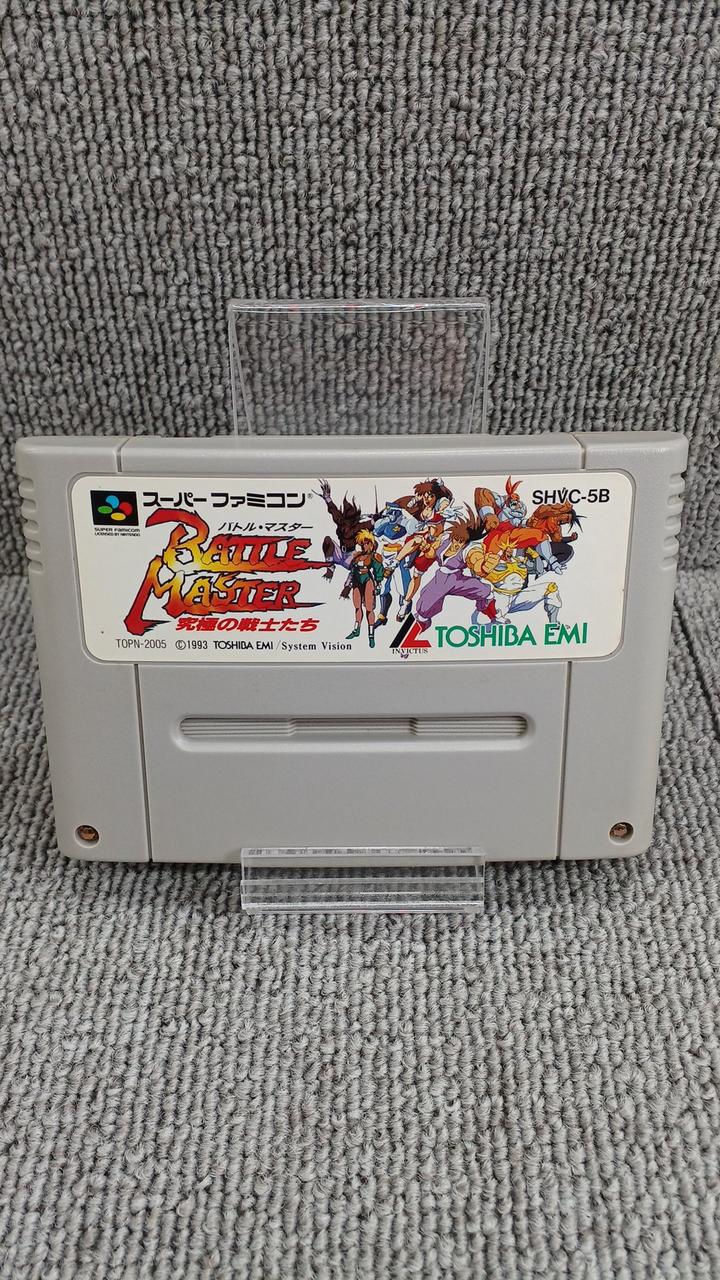 スーパーファミコン®
SHVC-5B
SUPER FAMICOM
LICENSED BY NINTENDO
バトル・マスター
BATTLE
MASTER
究極の戦士たち
TOPN-2005 ©1993 TOSHIBA EMI/System Vision
INVICTUS
TOSHIBA EMI